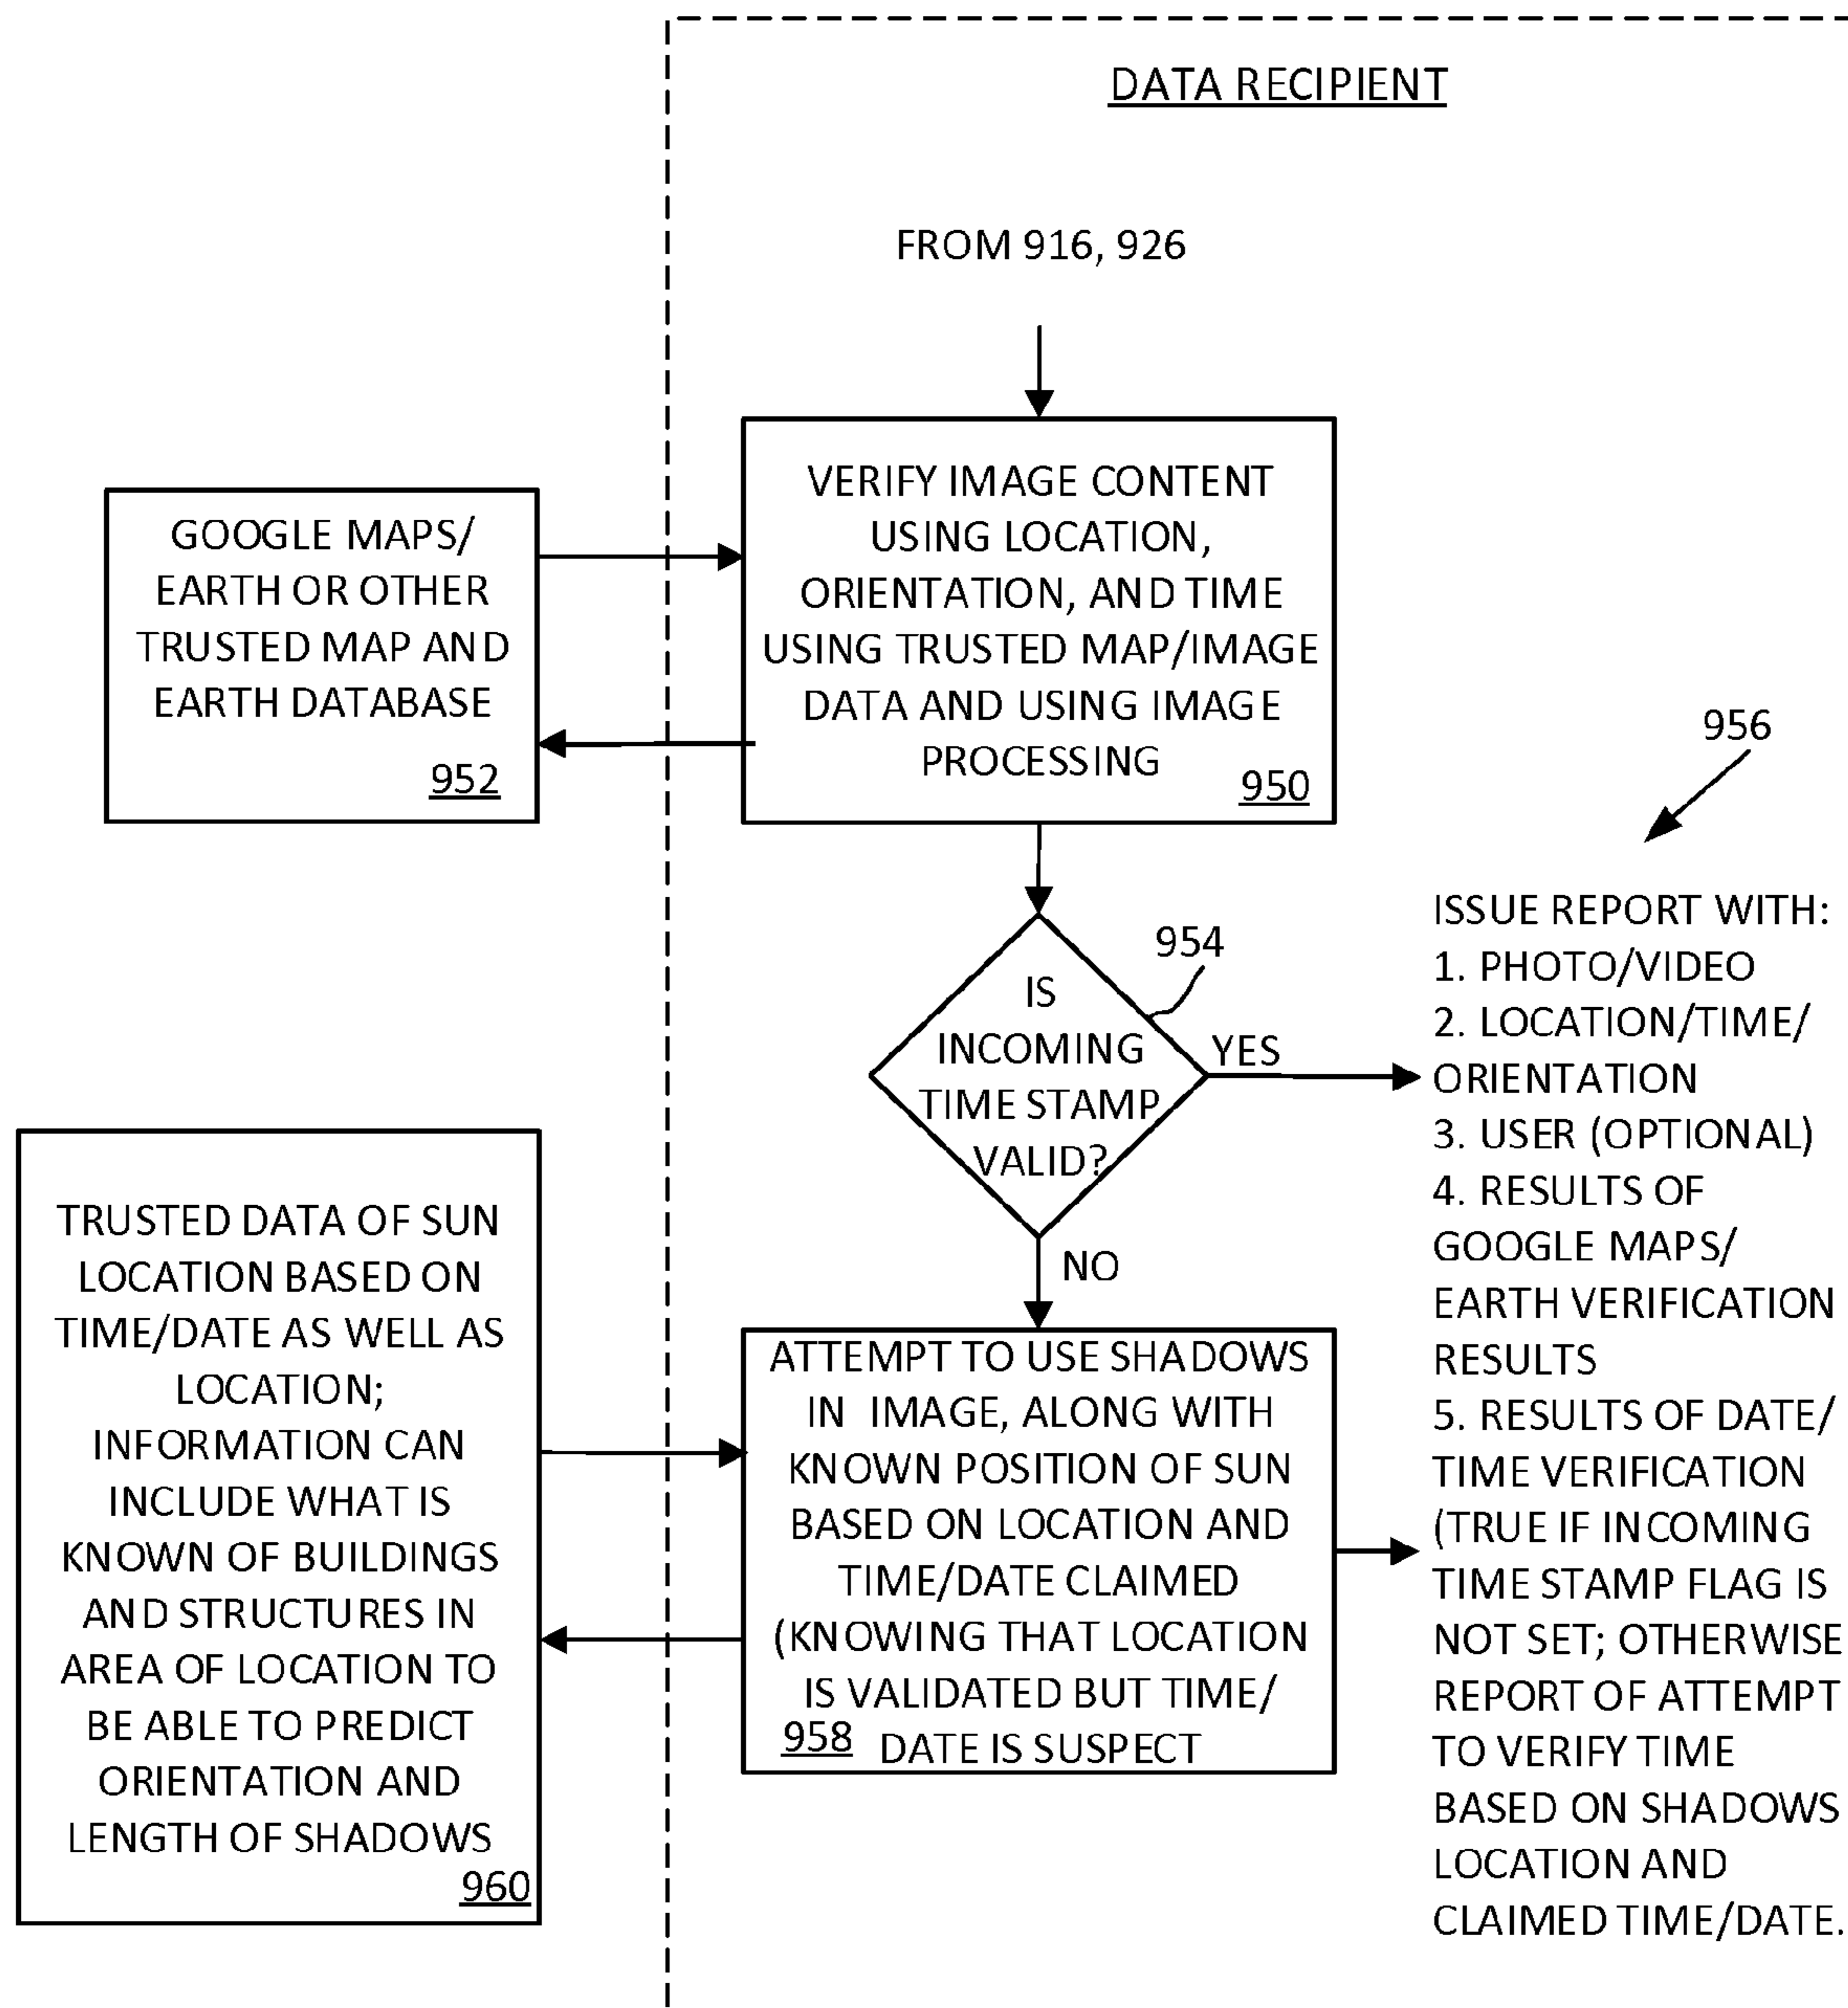 DATA RECIPIENT
FROM 916, 926
GOOGLE MAPS/
EARTH OR OTHER
TRUSTED MAP AND
EARTH DATABASE
952
VERIFY IMAGE CONTENT
USING LOCATION,
ORIENTATION, AND TIME
USING TRUSTED MAP/IMAGE
DATA AND USING IMAGE
PROCESSING
950
954
IS
INCOMING
TIME STAMP
VALID?
YES
NO
956
ISSUE REPORT WITH:
1. PHOTO/VIDEO
2. LOCATION/TIME/
ORIENTATION
3. USER (OPTIONAL)
4. RESULTS OF
GOOGLE MAPS/
EARTH VERIFICATION
RESULTS
5. RESULTS OF DATE/
TIME VERIFICATION
(TRUE IF INCOMING
TIME STAMP FLAG IS
NOT SET; OTHERWISE
REPORT OF ATTEMPT
TO VERIFY TIME
BASED ON SHADOWS
LOCATION AND
CLAIMED TIME/DATE.
TRUSTED DATA OF SUN
LOCATION BASED ON
TIME/DATE AS WELL AS
LOCATION;
INFORMATION CAN
INCLUDE WHAT IS
KNOWN OF BUILDINGS
AND STRUCTURES IN
AREA OF LOCATION TO
BE ABLE TO PREDICT
ORIENTATION AND
LENGTH OF SHADOWS
960
ATTEMPT TO USE SHADOWS
IN IMAGE, ALONG WITH
KNOWN POSITION OF SUN
BASED ON LOCATION AND
TIME/DATE CLAIMED
(KNOWING THAT LOCATION
IS VALIDATED BUT TIME/
DATE IS SUSPECT
958